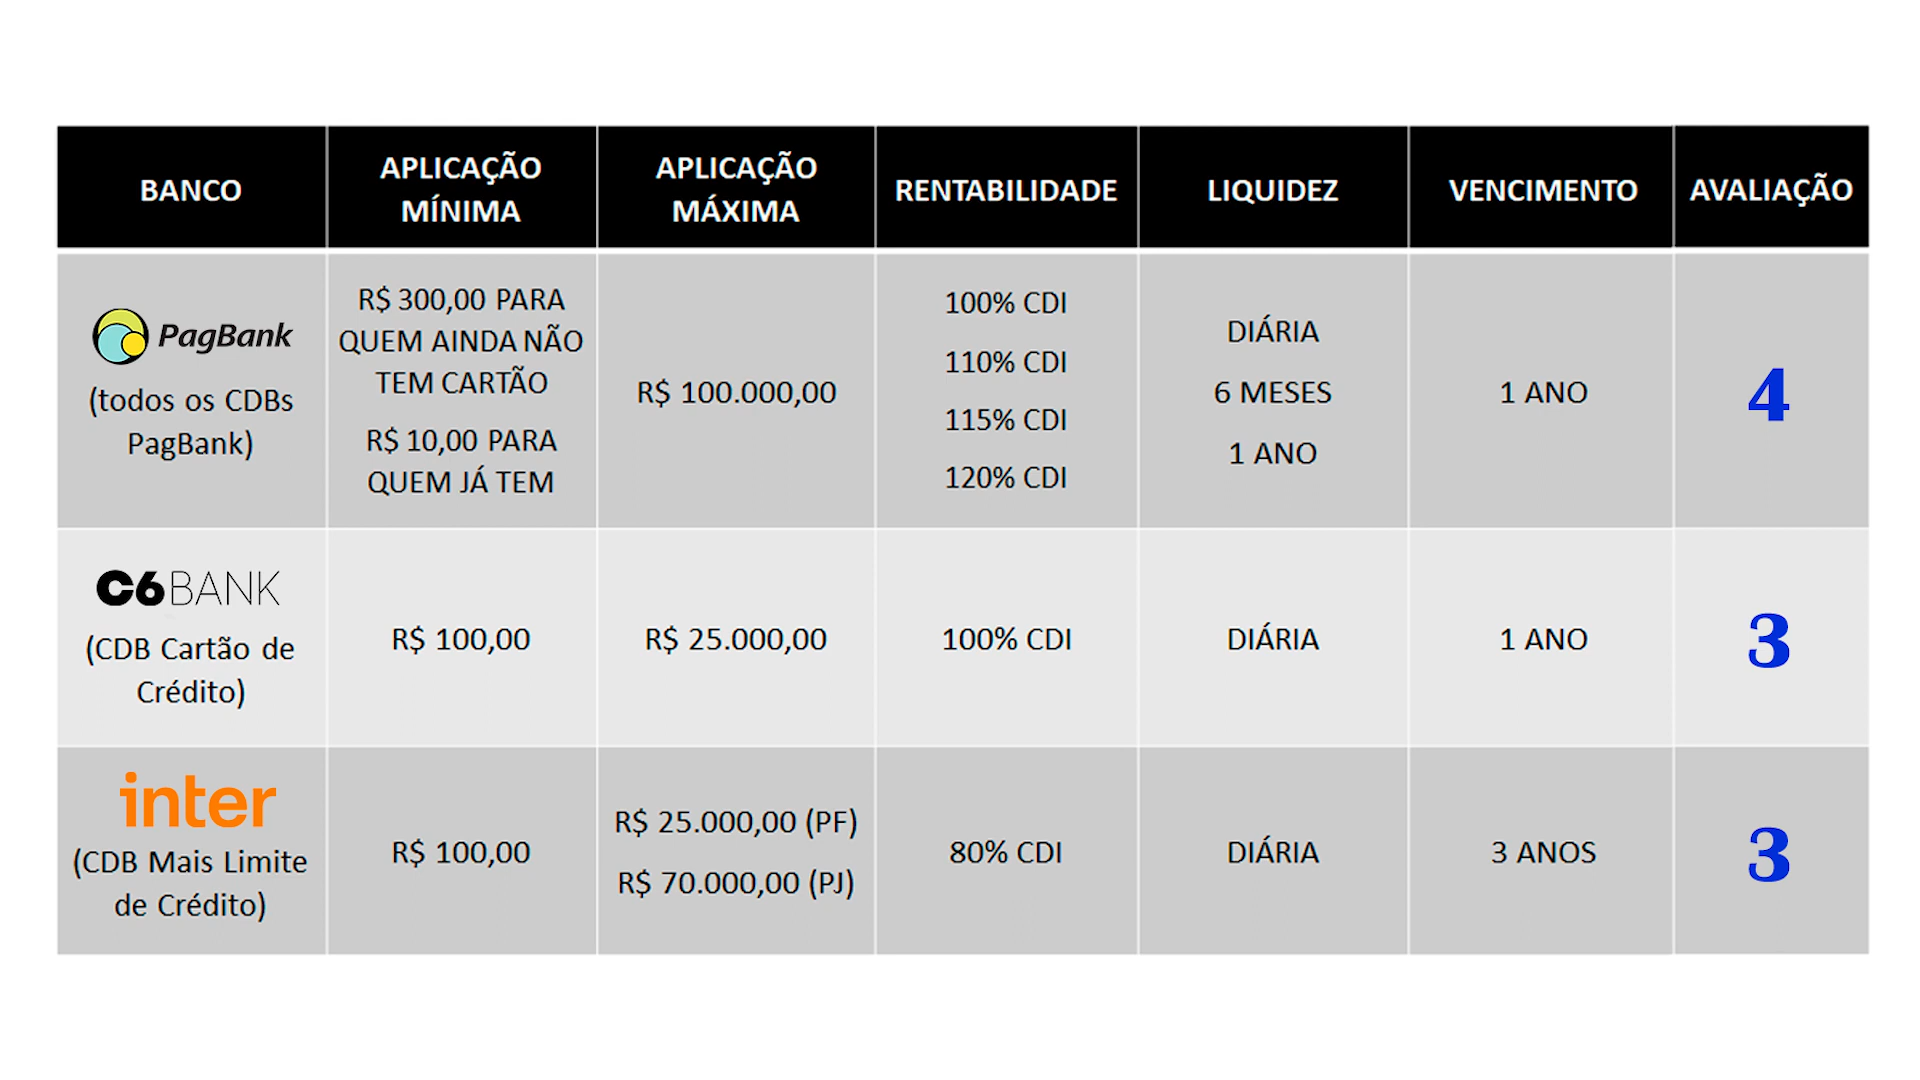 BANCO
APLICAÇÃO
MÍNIMA
APLICAÇÃO
MÁXIMA
RENTABILIDADE
LIQUIDEZ
VENCIMENTO
AVALIAÇÃO
PagBank
(todos os CDBs
PagBank)
R$ 300,00 PARA
QUEM AINDA NÃO
TEM CARTÃO
R$ 10,00 PARA
QUEM JÁ TEM
R$ 100.000,00
100% CDI
110% CDI
115% CDI
120% CDI
DIÁRIA
6 MESES
1 ANO
1 ANO
4
C6 BANK
(CDB Cartão de
Crédito)
R$ 100,00
R$ 25.000,00
100% CDI
DIÁRIA
1 ANO
3
inter
(CDB Mais Limite
de Crédito)
R$ 100,00
R$ 25.000,00 (PF)
R$ 70.000,00 (PJ)
80% CDI
DIÁRIA
3 ANOS
3